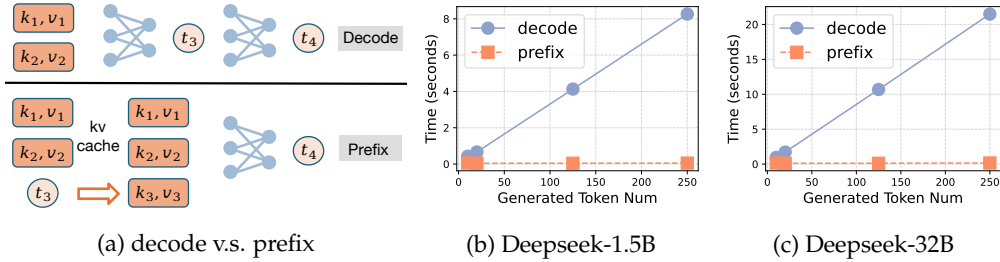 k₁, v₁
k₂, v₂
t₃
t₄
Decode
k₁, v₁
k₂, v₂
t₃
kv
cache
k₁, v₁
k₂, v₂
k₃, v₃
t₄
Prefix
(a) decode v.s. prefix
Time (seconds)
8
6
4
2
0
decode
prefix
0 50 100 150 200 250
Generated Token Num
(b) Deepseek-1.5B
Time (seconds)
20
15
10
5
0
decode
prefix
0 50 100 150 200 250
Generated Token Num
(c) Deepseek-32B